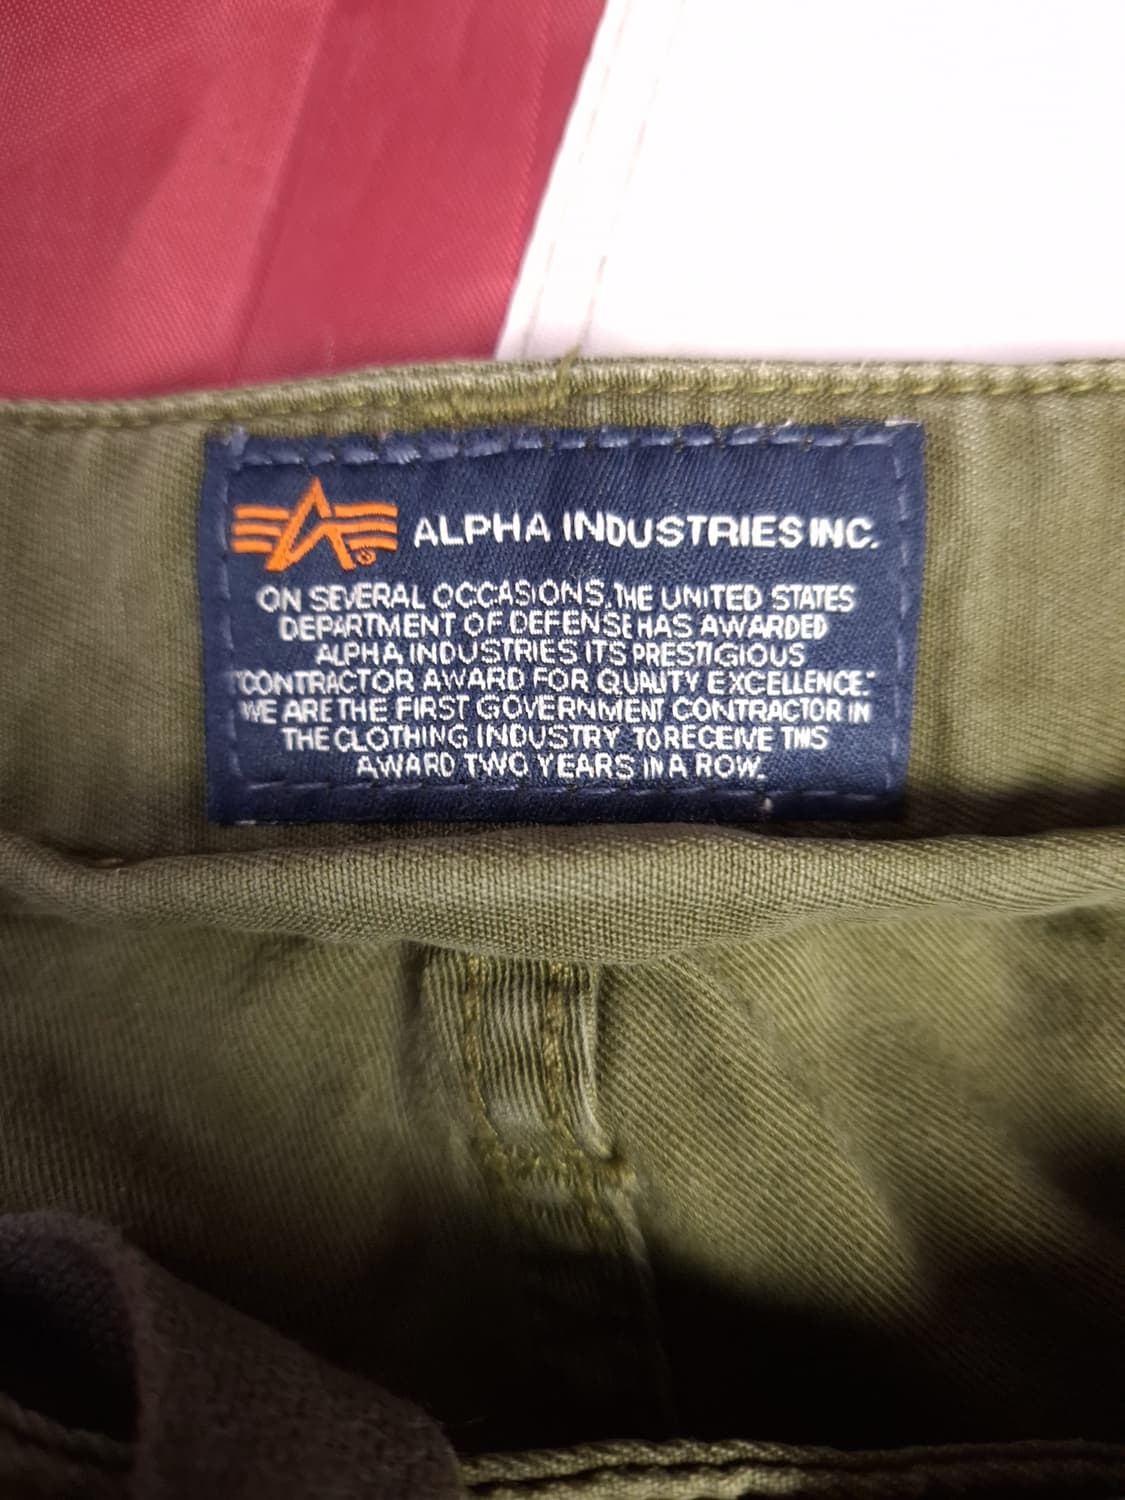 ALPHA INDUSTRIES INC.
ON SEVERAL OCCASIONS, THE UNITED STATES
DEPARTMENT OF DEFENSE HAS AWARDED
ALPHA INDUSTRIES ITS PRESTIGIOUS
"CONTRACTOR AWARD FOR QUALITY EXCELLENCE."
WE ARE THE FIRST GOVERNMENT CONTRACTOR IN
THE CLOTHING INDUSTRY TO RECEIVE THIS
AWARD TWO YEARS IN A ROW.